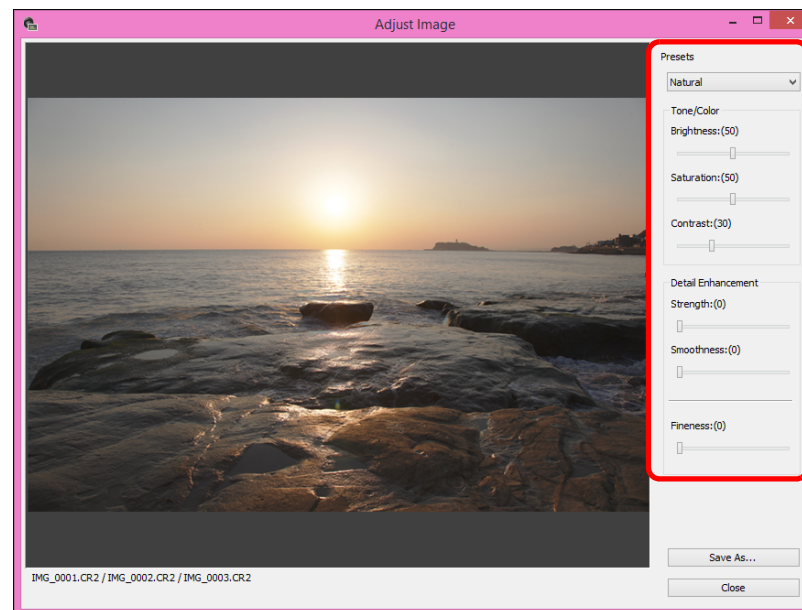 Adjust Image
Presets
Natural
Tone/Color
Brightness:(50)
Saturation:(50)
Contrast:(30)
Detail Enhancement
Strength:(0)
Smoothness:(0)
Fineness:(0)
Save As...
IMG_0001.CR2 / IMG_0002.CR2 / IMG_0003.CR2
Close